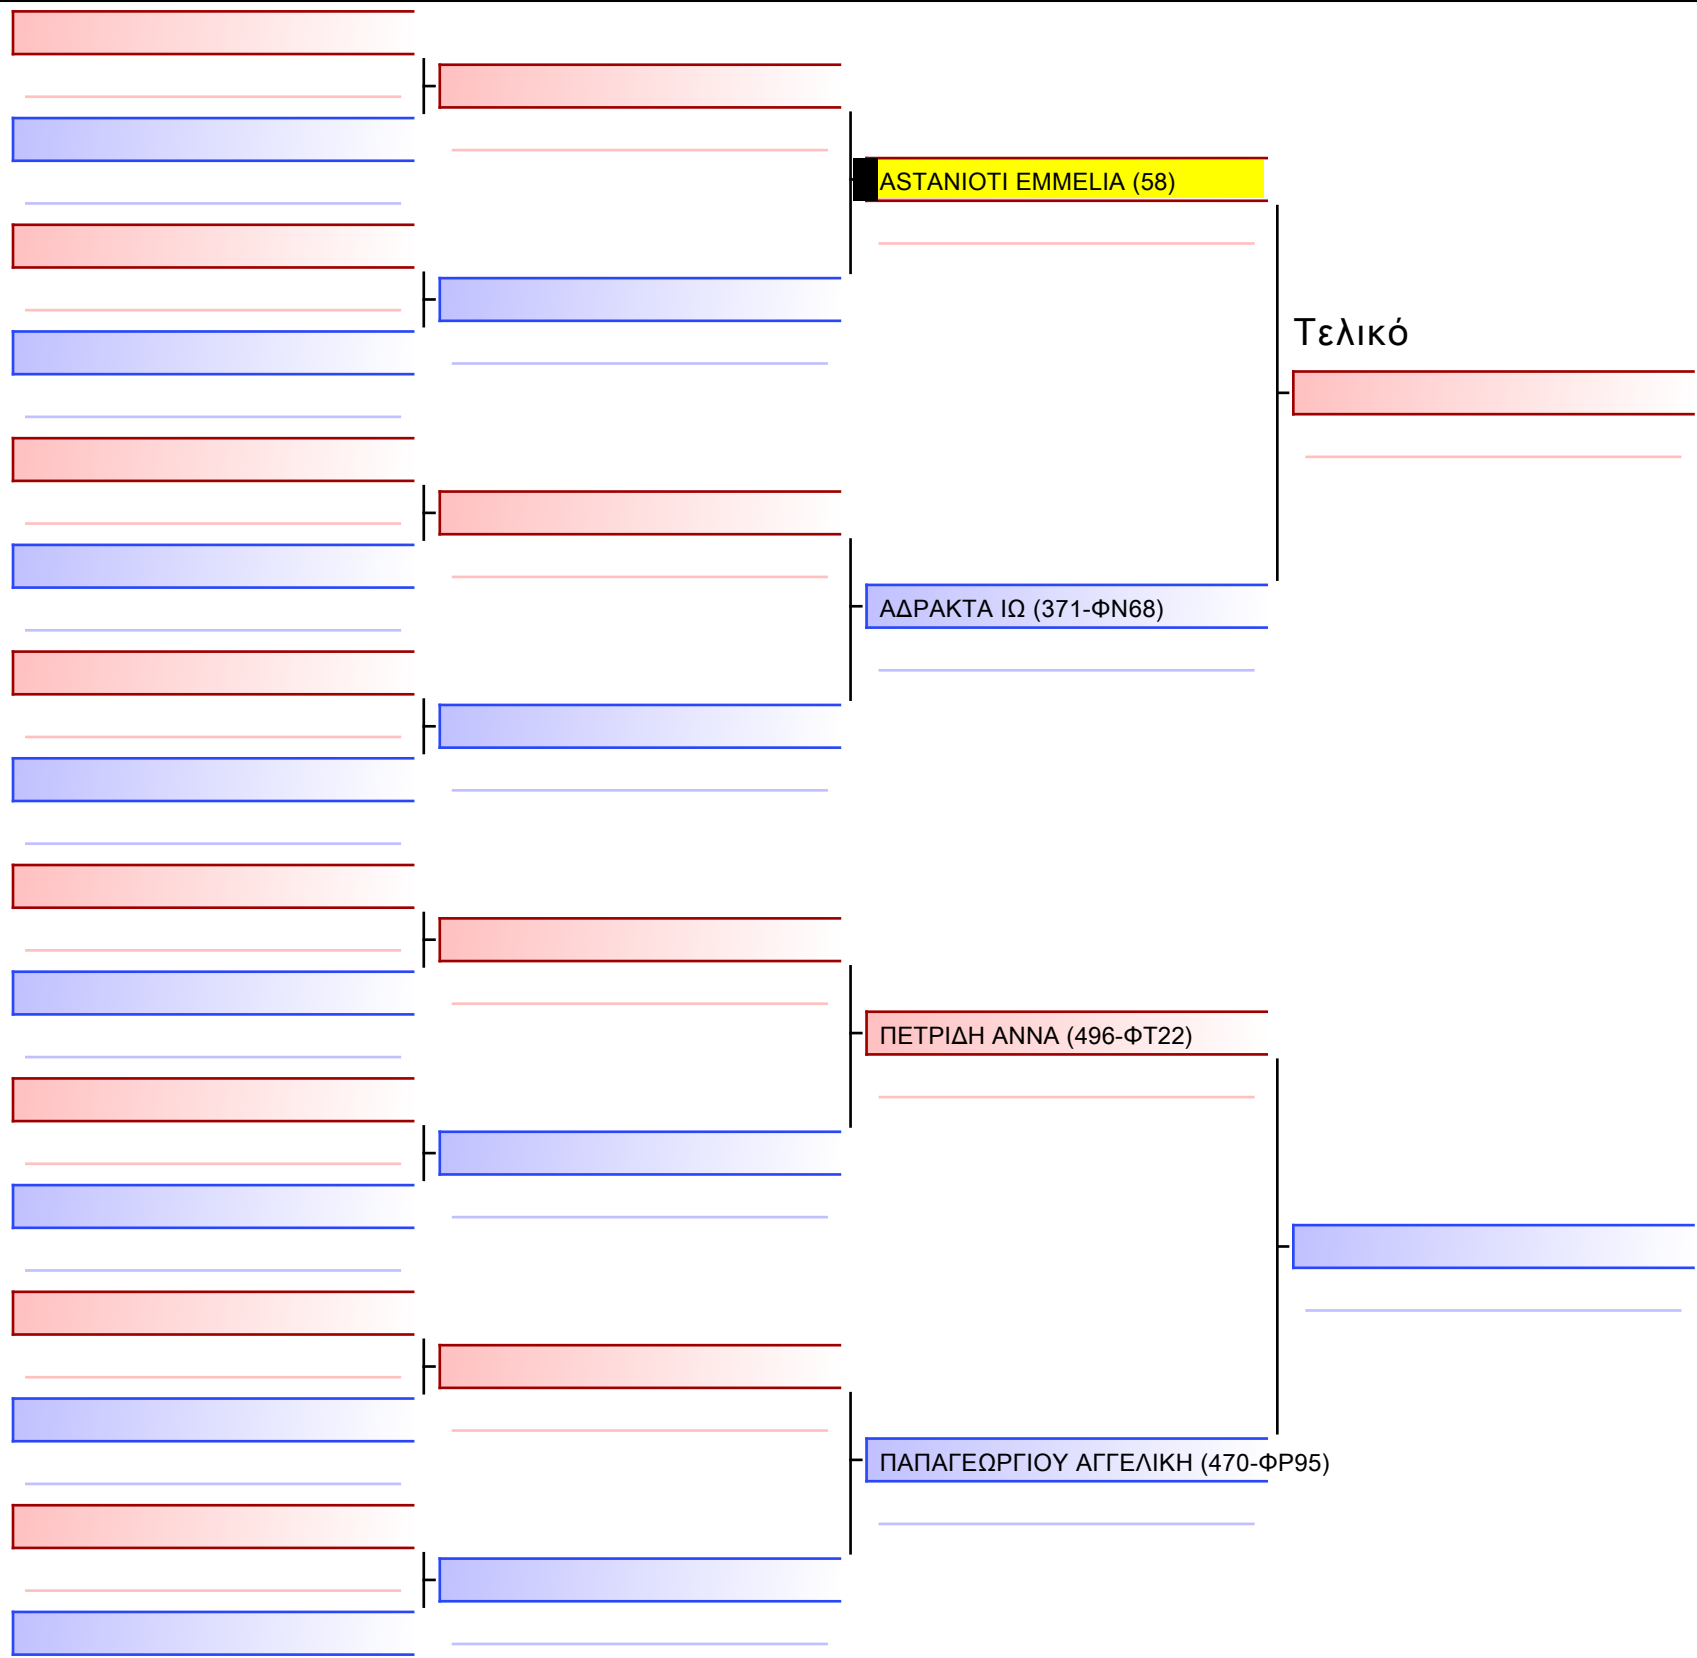 ASTANIOTI EMMELIA (58)
Τελικό
ΑΔΡΑΚΤΑ ΙΩ (371-ΦΝ68)
ΠΕΤΡΙΔΗ ΑΝΝΑ (496-ΦΤ22)
ΠΑΠΑΓΕΩΡΓΙΟΥ ΑΓΓΕΛΙΚΗ (470-ΦΡ95)